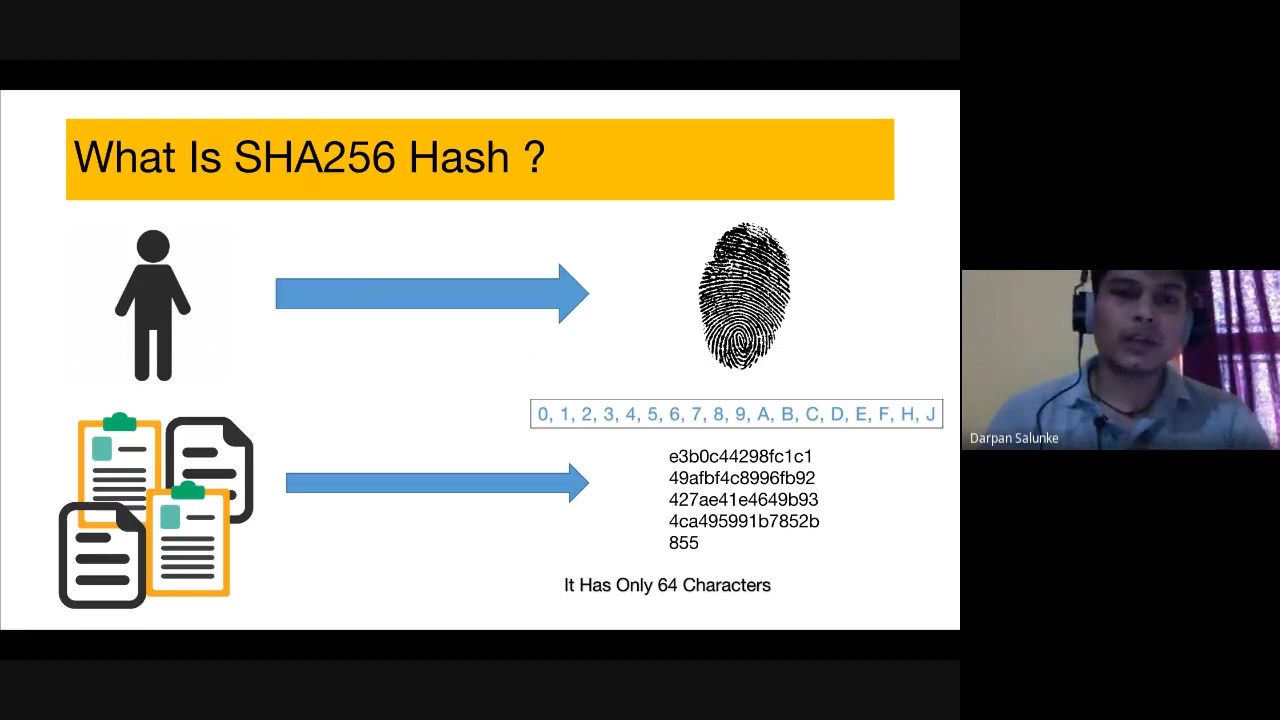 What Is SHA256 Hash ?
0, 1, 2, 3, 4, 5, 6, 7, 8, 9, A, B, C, D, E, F, H, J
e3b0c44298fc1c1
49afbf4c8996fb92
427ae41e4649b93
4ca495991b7852b
855
It Has Only 64 Characters
Darpan Salunke